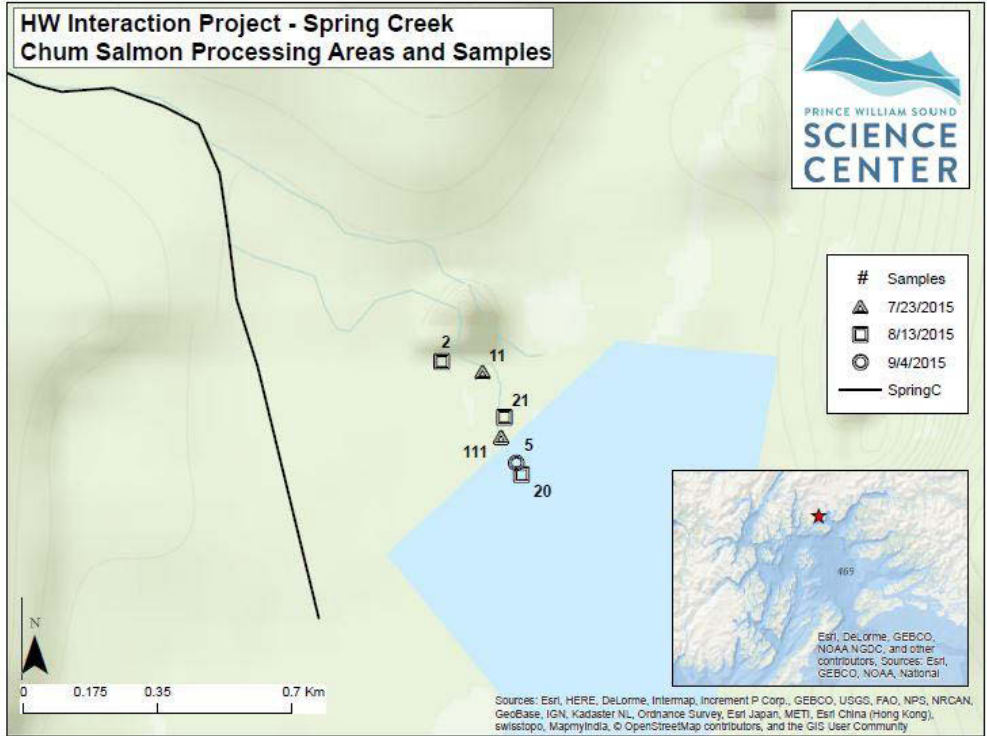 HW Interaction Project - Spring Creek
Chum Salmon Processing Areas and Samples
PRINCE WILLIAM SOUND
SCIENCE
CENTER
# Samples
7/23/2015
8/13/2015
9/4/2015
SpringC
2
11
21
111
5
20
469
Esri, DeLorme, GEBCO,
NOAA NGDC, and other
contributors, Sources: Esri,
GEBCO, NOAA, National
N
0 0.175 0.35 0.7 Km
Sources: Esri, HERE, DeLorme, Intermap, increment P Corp., GEBCO, USGS, FAO, NPS, NRCAN,
GeoBase, IGN, Kadaster NL, Ordnance Survey, Esri Japan, METI, Esri China (Hong Kong),
swisstopo, MapmyIndia, © OpenStreetMap contributors, and the GIS User Community